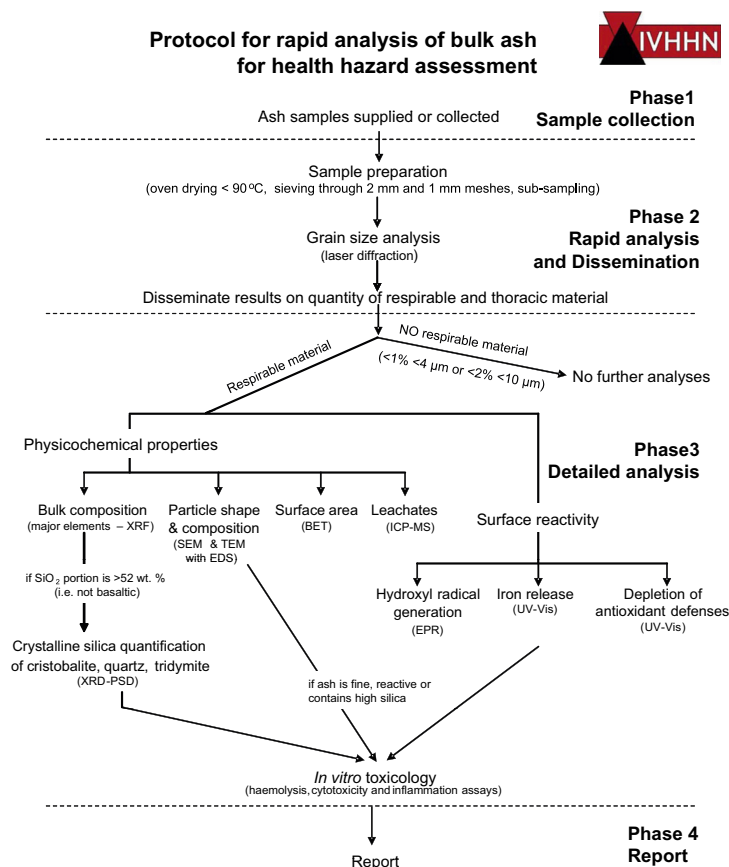 Protocol for rapid analysis of bulk ash
for health hazard assessment
IVHHN
Phase1
Sample collection
Ash samples supplied or collected
Sample preparation
(oven drying < 90 ºC, sieving through 2 mm and 1 mm meshes, sub-sampling)
Phase 2
Rapid analysis
and Dissemination
Grain size analysis
(laser diffraction)
Disseminate results on quantity of respirable and thoracic material
Respirable material
NO respirable material
(<1% <4 µm or <2% <10 µm)
No further analyses
Phase3
Detailed analysis
Physicochemical properties
Bulk composition
(major elements – XRF)
Particle shape
& composition
(SEM & TEM
with EDS)
Surface area
(BET)
Leachates
(ICP-MS)
Surface reactivity
if SiO₂ portion is >52 wt. %
(i.e. not basaltic)
Hydroxyl radical
generation
(EPR)
Iron release
(UV-Vis)
Depletion of
antioxidant defenses
(UV-Vis)
Crystalline silica quantification
of cristobalite, quartz, tridymite
(XRD-PSD)
if ash is fine, reactive or
contains high silica
In vitro toxicology
(haemolysis, cytotoxicity and inflammation assays)
Phase 4
Report
Report